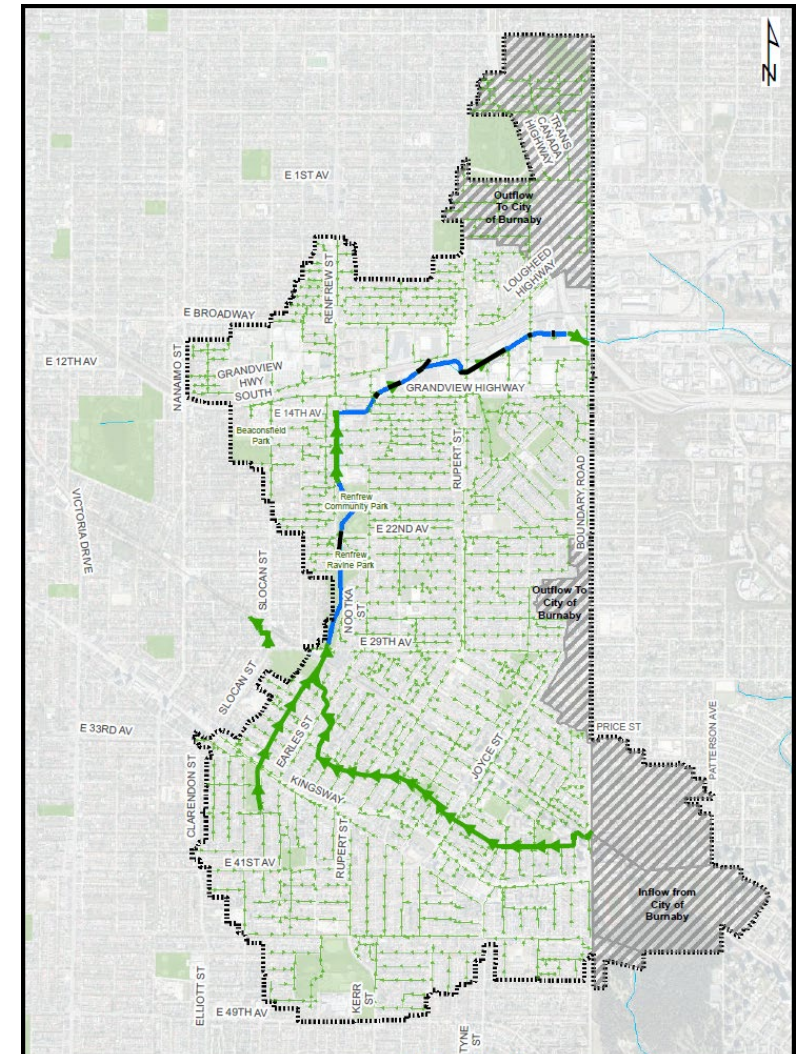 N
TRANS
CANADA
HIGHWAY
E 1ST AV
Outflow
To City
of Burnaby
LOUGHEED
HIGHWAY
RENFREW ST
E BROADWAY
E 12TH AV
NANAIMO ST
GRANDVIEW
HWY
SOUTH
GRANDVIEW HIGHWAY
E 14TH AV
Beaconsfield
Park
RUPERT ST
BOUNDARY ROAD
VICTORIA DRIVE
Renfrew
Community Park
E 22ND AV
Renfrew
Ravine Park
SLOCAN ST
NOOTKA
ST
Outflow To
City of
Burnaby
E 29TH AV
SLOCAN ST
E 33RD AV
EARLES ST
JOYCE ST
PRICE ST
PATTERSON AVE
CLARENDON ST
KINGSWAY
RUPERT ST
E 41ST AV
Inflow from
City of
Burnaby
ELLIOTT ST
KERR
ST
E 49TH AV
TYNE
ST